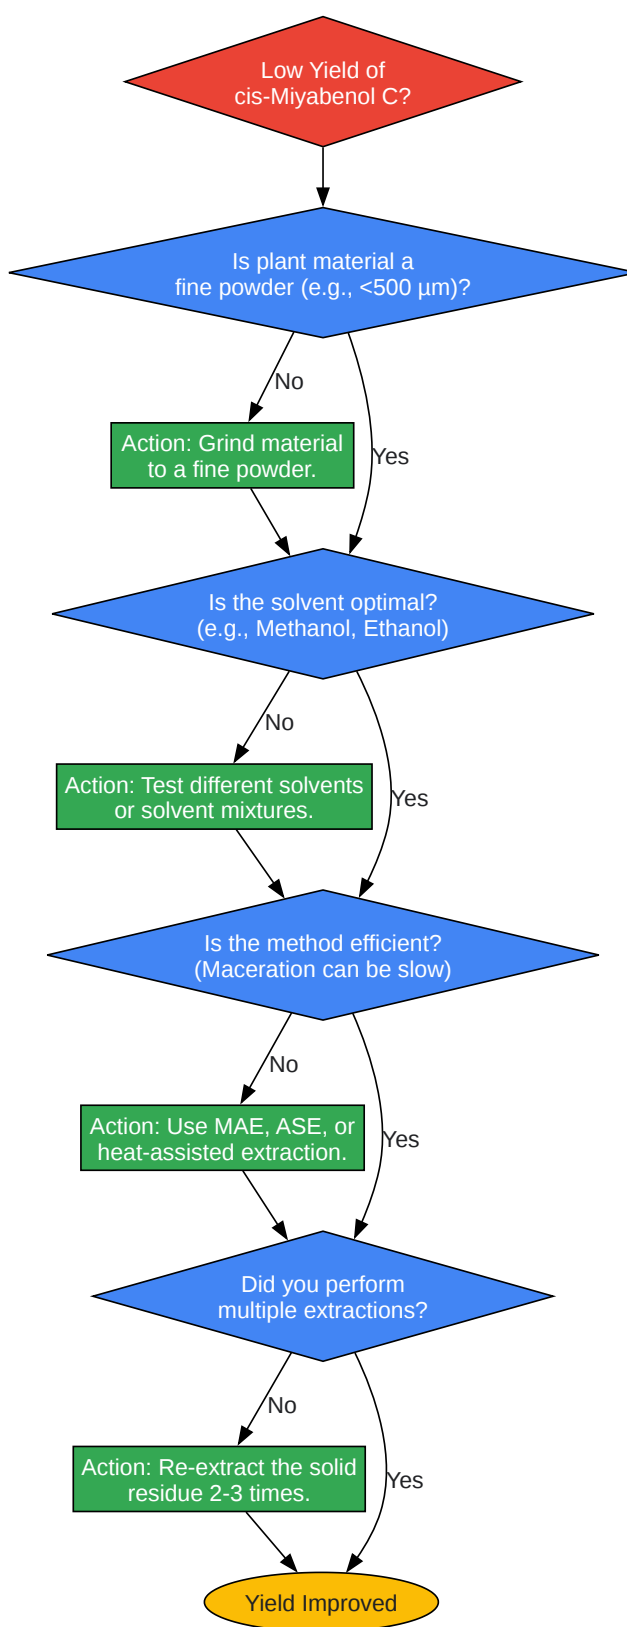 Low Yield of
cis-Miyabenol C?
Is plant material a
fine powder (e.g., <500 µm)?
No
Action: Grind material
to a fine powder.
Yes
Is the solvent optimal?
(e.g., Methanol, Ethanol)
No
Action: Test different solvents
or solvent mixtures.
Yes
Is the method efficient?
(Maceration can be slow)
No
Action: Use MAE, ASE, or
heat-assisted extraction.
Yes
Did you perform
multiple extractions?
No
Action: Re-extract the solid
residue 2-3 times.
Yes
Yield Improved